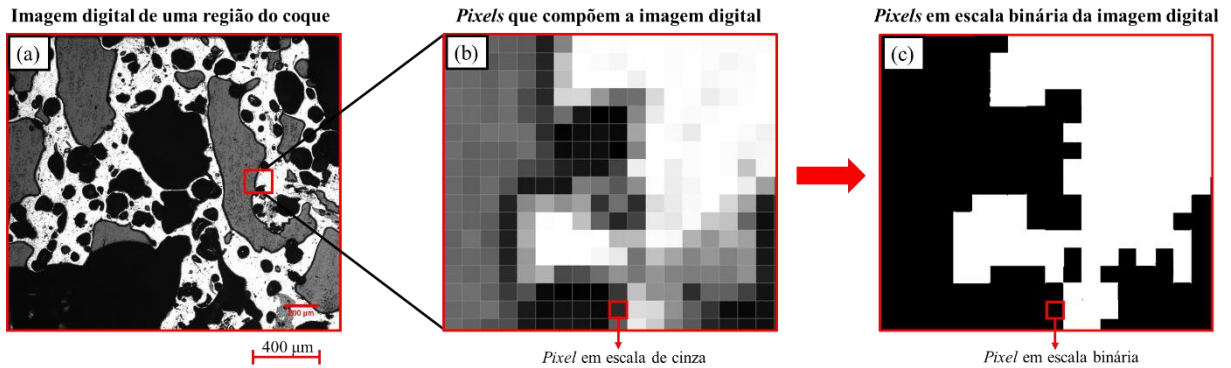 Imagem digital de uma região do coque
Pixels que compõem a imagem digital
Pixels em escala binária da imagem digital
(a)
(b)
(c)
200 µm
400 µm
Pixel em escala de cinza
Pixel em escala binária